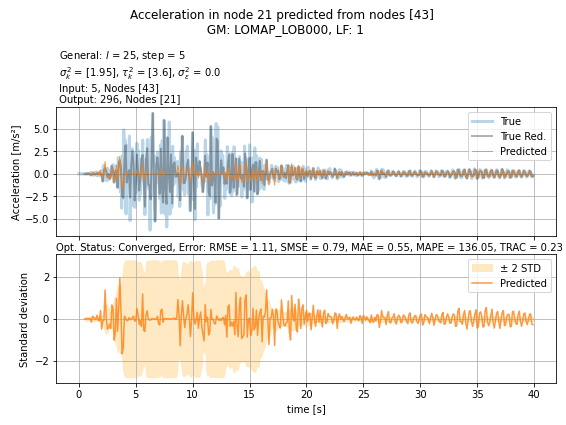 Acceleration in node 21 predicted from nodes [43]
GM: LOMAP_LOB000, LF: 1
General: l = 25, step = 5
σ²ₖ = [1.95], τ²ₖ = [3.6], σ²ε = 0.0
Input: 5, Nodes [43]
Output: 296, Nodes [21]
Acceleration [m/s²]
5.0
2.5
0.0
−2.5
−5.0
True
True Red.
Predicted
Opt. Status: Converged, Error: RMSE = 1.11, SMSE = 0.79, MAE = 0.55, MAPE = 136.05, TRAC = 0.23
Standard deviation
2
0
−2
± 2 STD
Predicted
0 5 10 15 20 25 30 35 40
time [s]